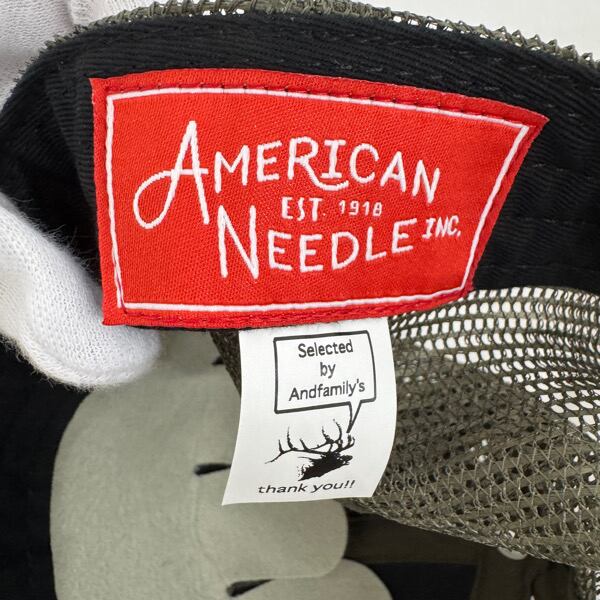 AMERICAN
EST. 1918
NEEDLE INC.
Selected
by
Andfamily's
thank you!!